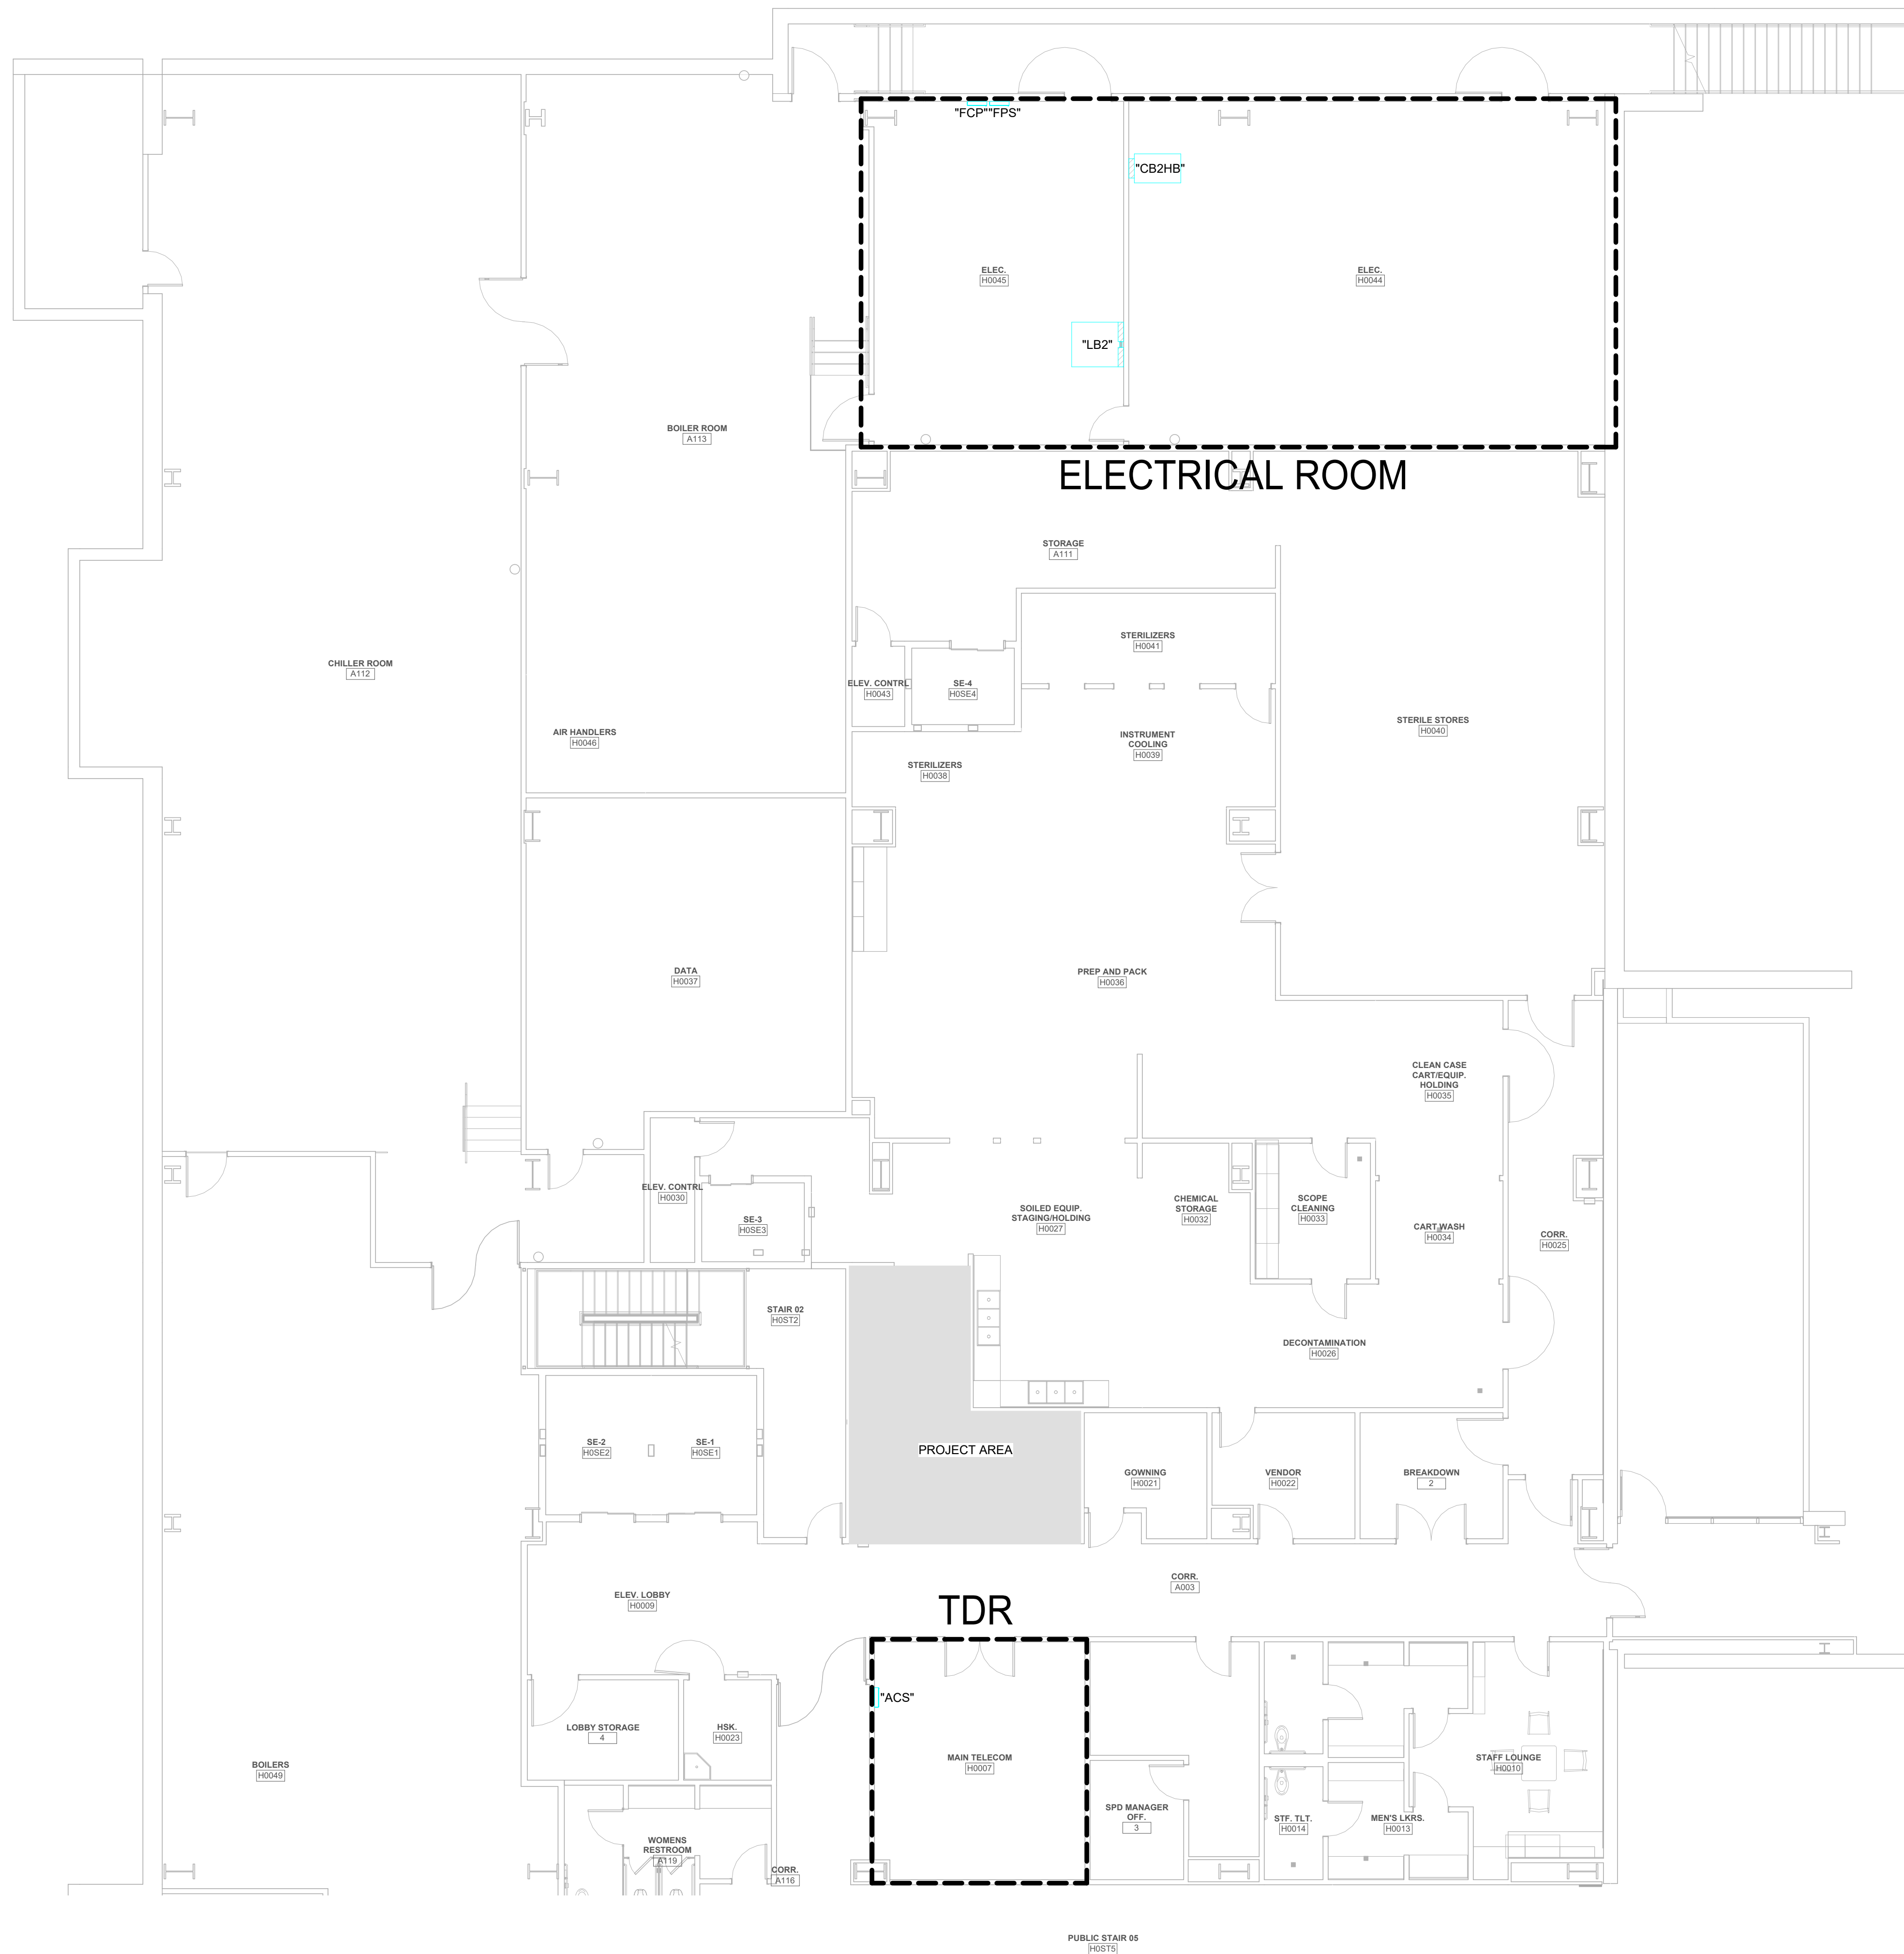 "FCP""FPS"
"CB2HB"
ELEC.
H0045
ELEC.
H0044
"LB2"
BOILER ROOM
A113
ELECTRICAL ROOM
STORAGE
A111
STERILIZERS
H0041
CHILLER ROOM
A112
ELEV. CONTRL
H0043
SE-4
H0SE4
STERILE STORES
H0040
AIR HANDLERS
H0046
INSTRUMENT
COOLING
H0039
STERILIZERS
H0038
DATA
H0037
PREP AND PACK
H0036
CLEAN CASE
CART/EQUIP.
HOLDING
H0035
ELEV. CONTRL
H0030
SE-3
H0SE3
SOILED EQUIP.
STAGING/HOLDING
H0027
CHEMICAL
STORAGE
H0032
SCOPE
CLEANING
H0033
CART WASH
H0034
CORR.
H0025
STAIR 02
H0ST2
DECONTAMINATION
H0026
SE-2
H0SE2
SE-1
H0SE1
PROJECT AREA
GOWNING
H0021
VENDOR
H0022
BREAKDOWN
2
ELEV. LOBBY
H0009
TDR
CORR.
A003
"ACS"
LOBBY STORAGE
4
HSK.
H0023
BOILERS
H0049
MAIN TELECOM
H0007
STAFF LOUNGE
H0010
SPD MANAGER
OFF.
3
STF. TLT.
H0014
MEN'S LKRS.
H0013
WOMENS
RESTROOM
A119
CORR.
A116
PUBLIC STAIR 05
H0ST5